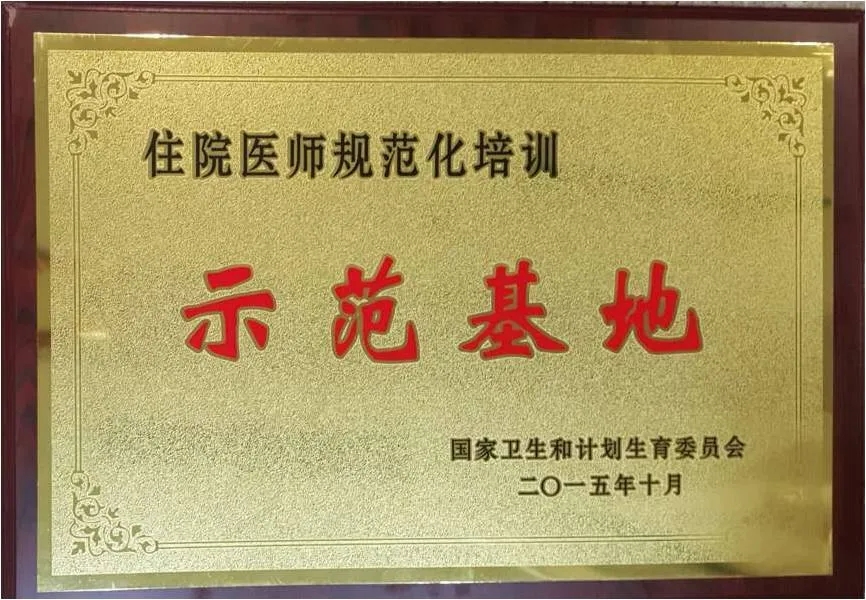 住院医师规范化培训
示范基地
国家卫生和计划生育委员会
二〇一五年十月